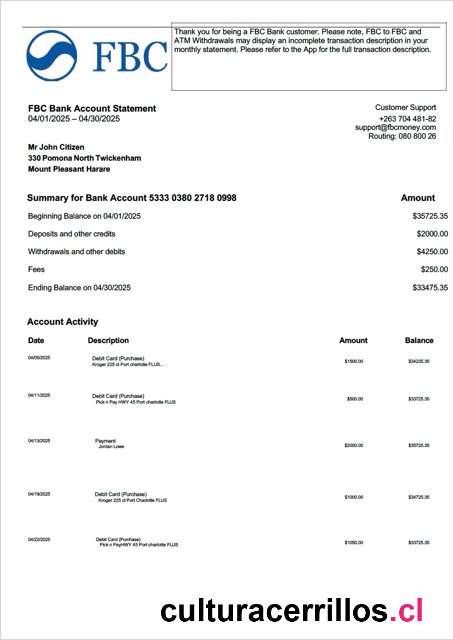 FBC
Thank you for being a FBC Bank customer. Please note, FBC to FBC and
ATM Withdrawals may display an incomplete transaction description in your
monthly statement. Please refer to the App for the full transaction description.
FBC Bank Account Statement
04/01/2025 – 04/30/2025
Customer Support
+263 704 481-82
support@fbcmoney.com
Routing: 080 800 26
Mr John Citizen
330 Pomona North Twickenham
Mount Pleasant Harare
Summary for Bank Account 5333 0380 2718 0998 Amount
Beginning Balance on 04/01/2025 $35725.35
Deposits and other credits $2000.00
Withdrawals and other debits $4250.00
Fees $250.00
Ending Balance on 04/30/2025 $33475.35
Account Activity
Date Description Amount Balance
04/05/2025 Debit Card (Purchase) $1500.00 $34225.35
Kroger 225 ct Port charlotte FLUS...
04/11/2025 Debit Card (Purchase) $500.00 $33725.35
Pick n Pay HWY 45 Port charlotte FLUS
04/13/2025 Payment $2000.00 $35725.35
Jordan Lowe
04/19/2025 Debit Card (Purchase) $1000.00 $34725.35
Kroger 225 ct Port Charlotte FLUS
04/22/2025 Debit Card (Purchase) $1050.00 $33725.35
Pick n PayHWY 45 Port charlotte FLUS
culturacerrillos.cl